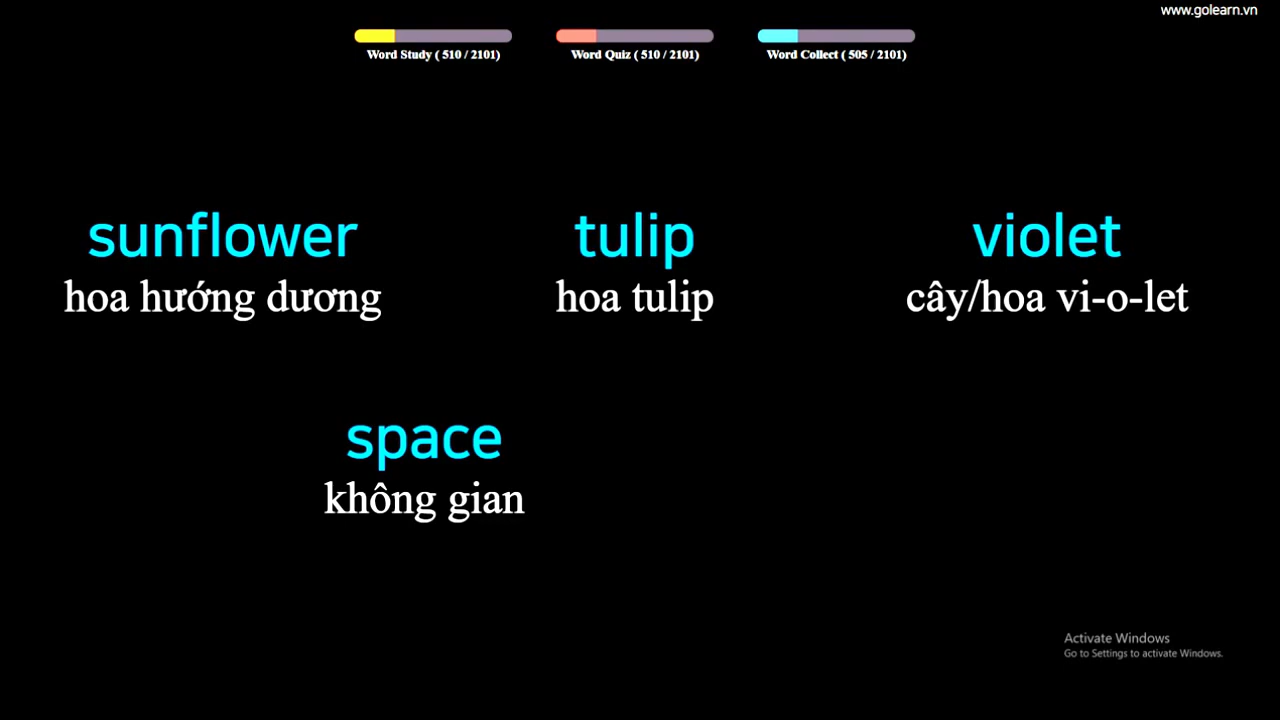 www.golearn.vn
Word Study ( 510 / 2101)
Word Quiz ( 510 / 2101)
Word Collect ( 505 / 2101)
sunflower
hoa hướng dương
tulip
hoa tulip
violet
cây/hoa vi-o-let
space
không gian
Activate Windows
Go to Settings to activate Windows.